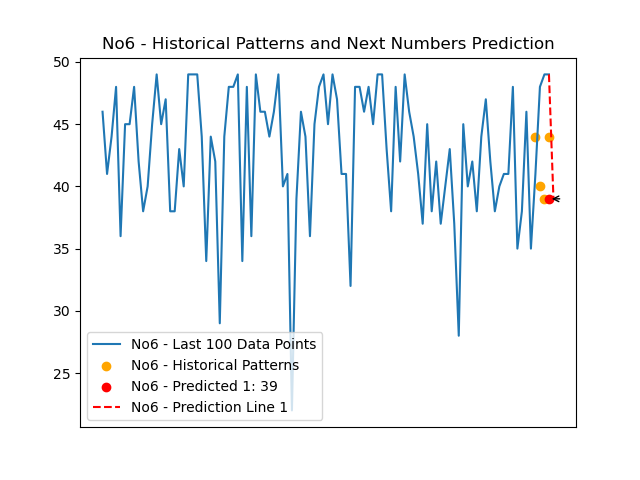 No6 - Historical Patterns and Next Numbers Prediction
50
45
40
35
30
25
No6 - Last 100 Data Points
No6 - Historical Patterns
No6 - Predicted 1: 39
No6 - Prediction Line 1